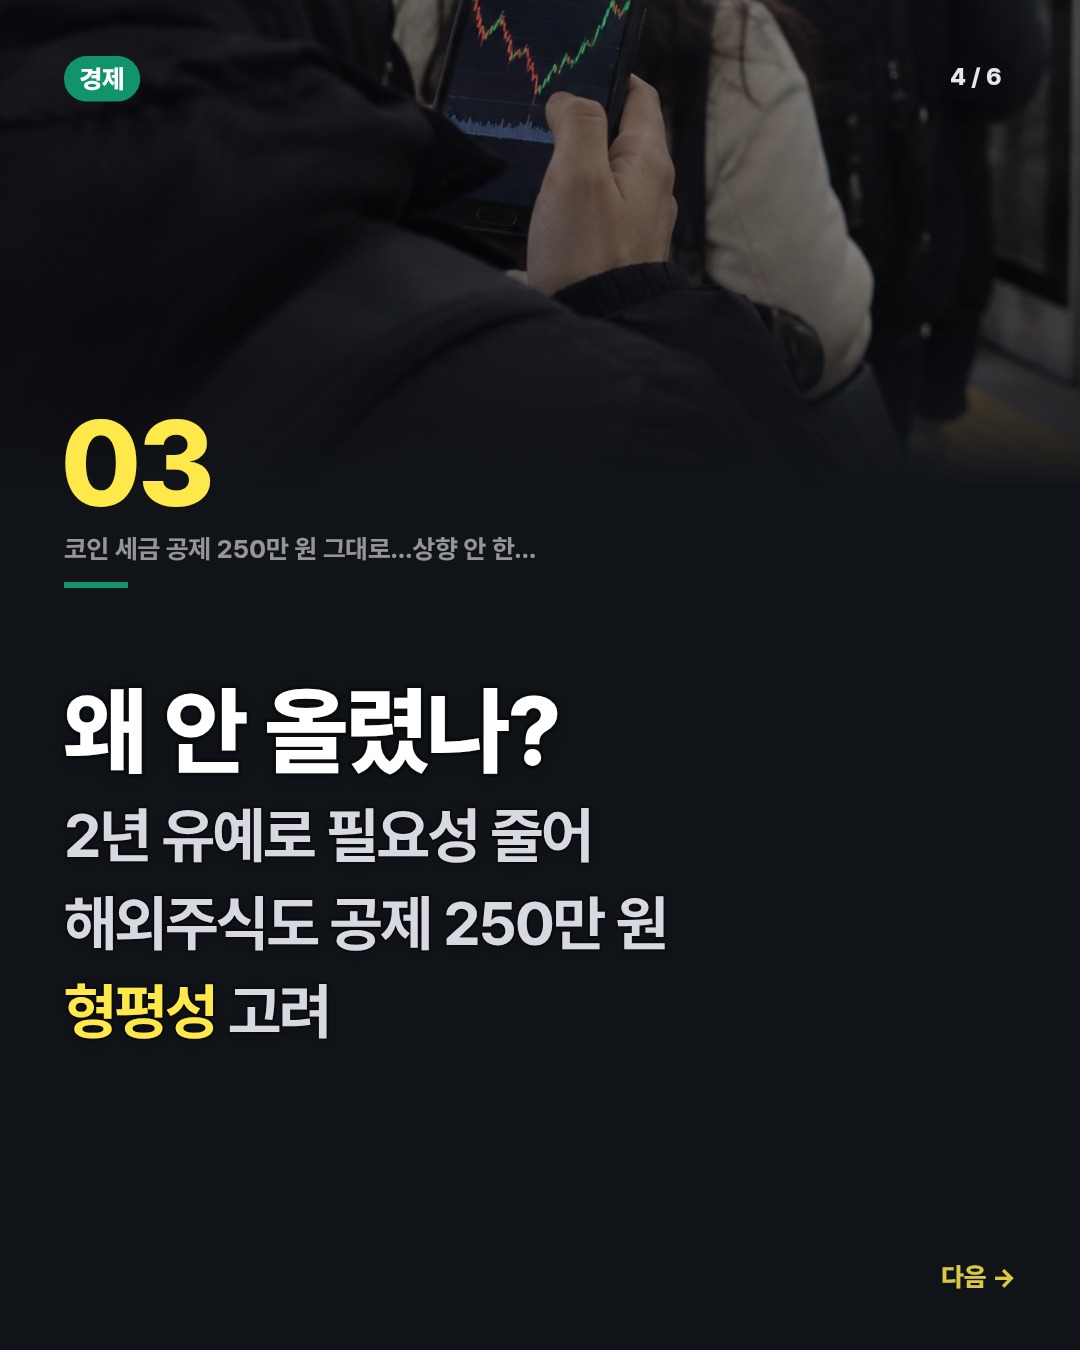 경제
4 / 6
03
코인 세금 공제 250만 원 그대로…상향 안 한…
왜 안 올렸나?
2년 유예로 필요성 줄어
해외주식도 공제 250만 원
형평성 고려
다음 →